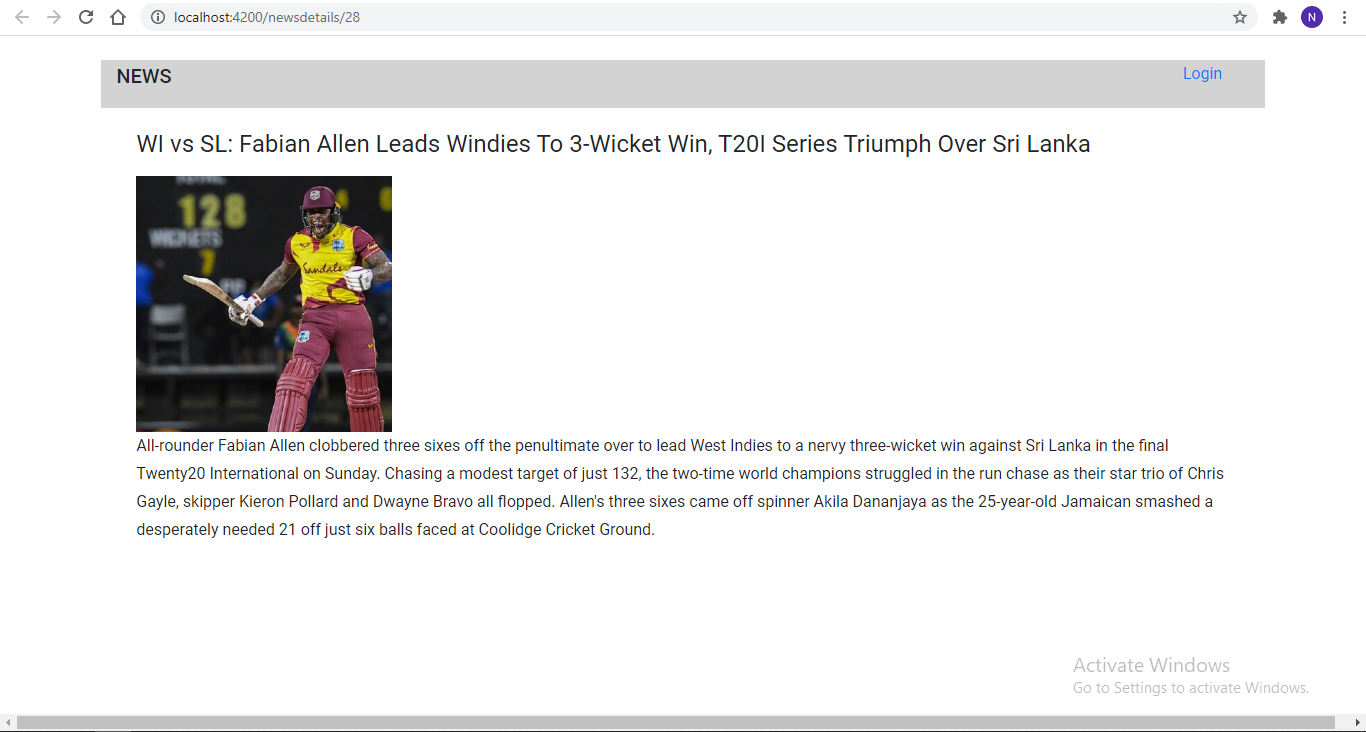 localhost:4200/newsdetails/28
N
NEWS
Login
WI vs SL: Fabian Allen Leads Windies To 3-Wicket Win, T20I Series Triumph Over Sri Lanka
128
WICKETS
7
Sandals
All-rounder Fabian Allen clobbered three sixes off the penultimate over to lead West Indies to a nervy three-wicket win against Sri Lanka in the final
Twenty20 International on Sunday. Chasing a modest target of just 132, the two-time world champions struggled in the run chase as their star trio of Chris
Gayle, skipper Kieron Pollard and Dwayne Bravo all flopped. Allen's three sixes came off spinner Akila Dananjaya as the 25-year-old Jamaican smashed a
desperately needed 21 off just six balls faced at Coolidge Cricket Ground.
Activate Windows
Go to Settings to activate Windows.